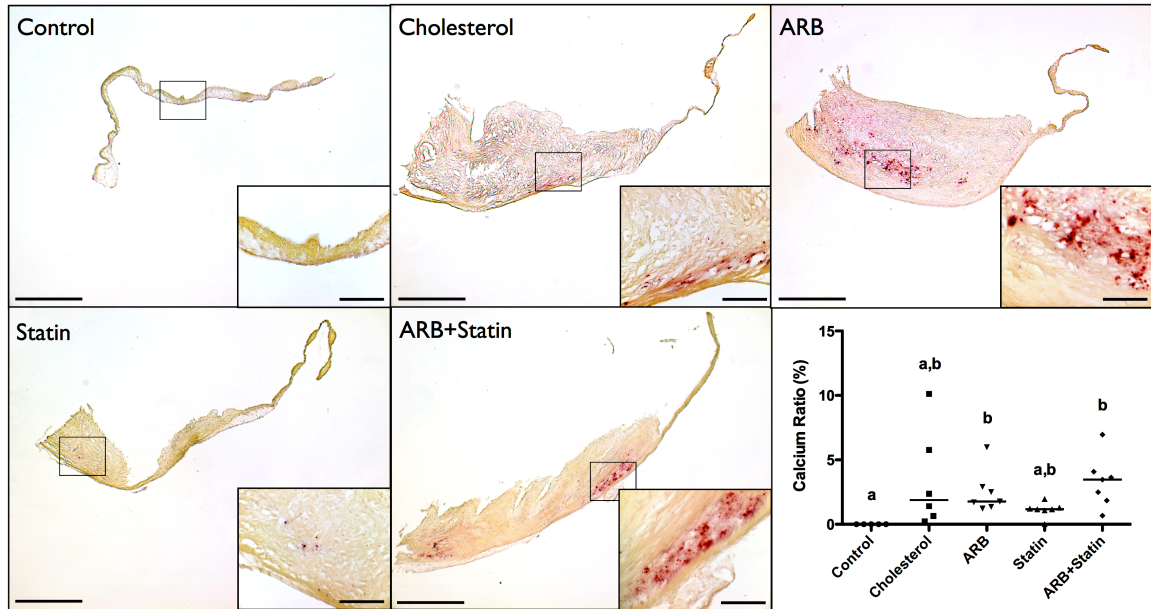 Control
Cholesterol
ARB
Statin
ARB+Statin
Calcium Ratio (%)
15
10
5
0
a
a,b
b
a,b
b
Control
Cholesterol
ARB
Statin
ARB+Statin